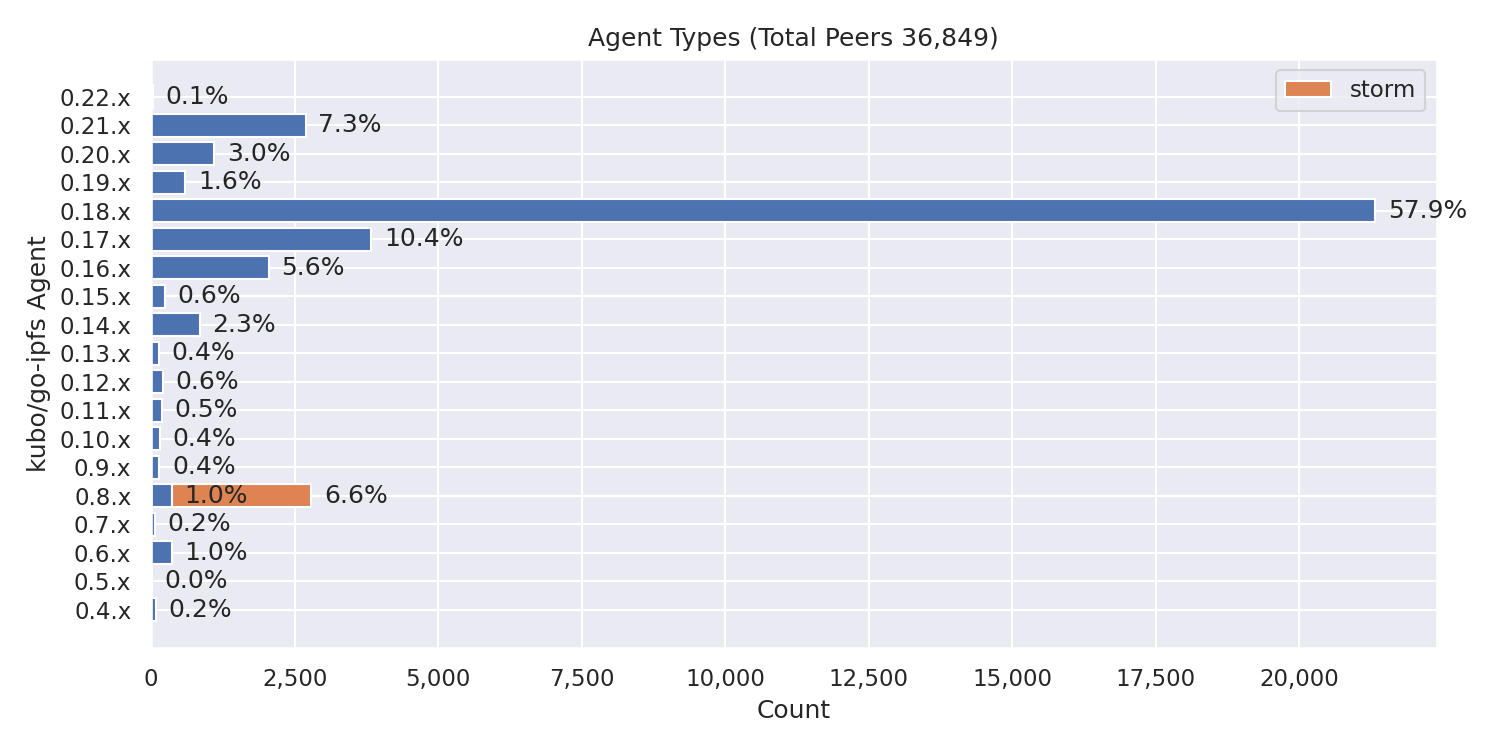 Agent Types (Total Peers 36,849)
storm
kubo/go-ipfs Agent
0.22.x 0.1%
0.21.x 7.3%
0.20.x 3.0%
0.19.x 1.6%
0.18.x 57.9%
0.17.x 10.4%
0.16.x 5.6%
0.15.x 0.6%
0.14.x 2.3%
0.13.x 0.4%
0.12.x 0.6%
0.11.x 0.5%
0.10.x 0.4%
0.9.x 0.4%
0.8.x 1.0% 6.6%
0.7.x 0.2%
0.6.x 1.0%
0.5.x 0.0%
0.4.x 0.2%
0 2,500 5,000 7,500 10,000 12,500 15,000 17,500 20,000
Count